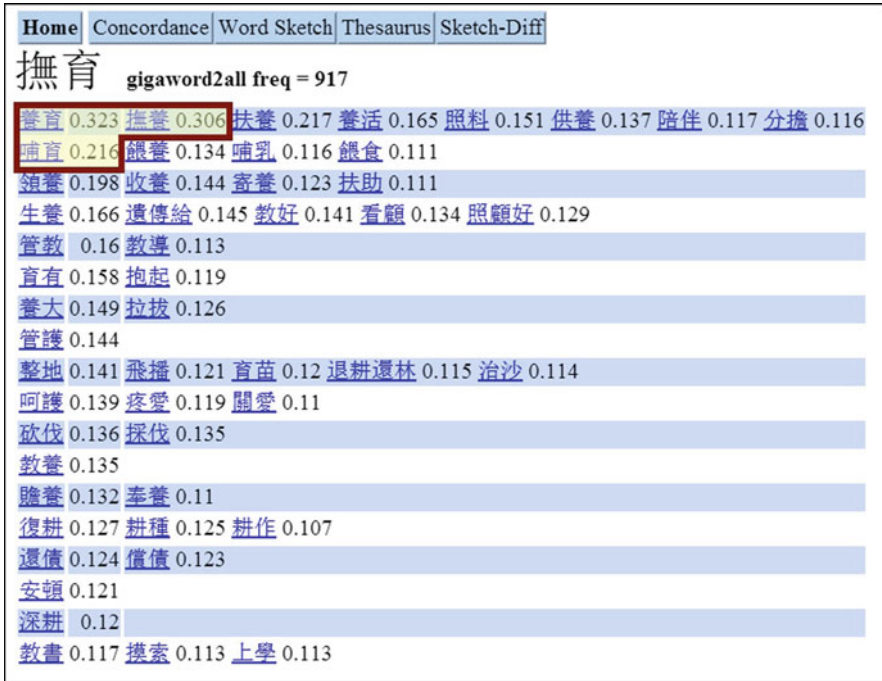 Home Concordance Word Sketch Thesaurus Sketch-Diff
撫育 gigaword2all freq = 917
養育 0.323 撫養 0.306 扶養 0.217 養活 0.165 照料 0.151 供養 0.137 陪伴 0.117 分擔 0.116
哺育 0.216 餵養 0.134 哺乳 0.116 餵食 0.111
領養 0.198 收養 0.144 寄養 0.123 扶助 0.111
生養 0.166 遺傳給 0.145 教好 0.141 看顧 0.134 照顧好 0.129
管教 0.16 教導 0.113
育有 0.158 抱起 0.119
養大 0.149 拉拔 0.126
管護 0.144
整地 0.141 飛播 0.121 育苗 0.12 退耕還林 0.115 治沙 0.114
呵護 0.139 疼愛 0.119 關愛 0.11
砍伐 0.136 採伐 0.135
教養 0.135
贍養 0.132 奉養 0.11
復耕 0.127 耕種 0.125 耕作 0.107
還債 0.124 償債 0.123
安頓 0.121
深耕 0.12
教書 0.117 摸索 0.113 上學 0.113